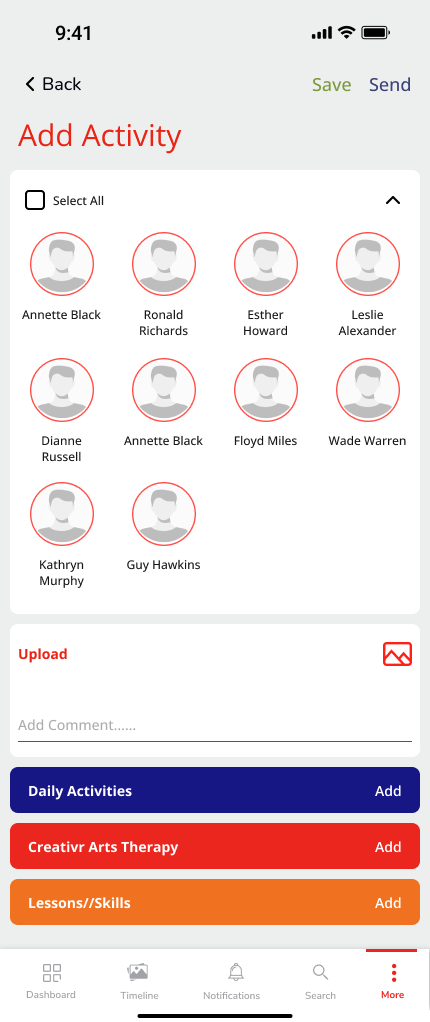 9:41
Back
Save Send
Add Activity
Select All
Annette Black
Ronald
Richards
Esther
Howard
Leslie
Alexander
Dianne
Russell
Annette Black
Floyd Miles
Wade Warren
Kathryn
Murphy
Guy Hawkins
Upload
Add Comment......
Daily Activities Add
Creativr Arts Therapy Add
Lessons//Skills Add
Dashboard Timeline Notifications Search More